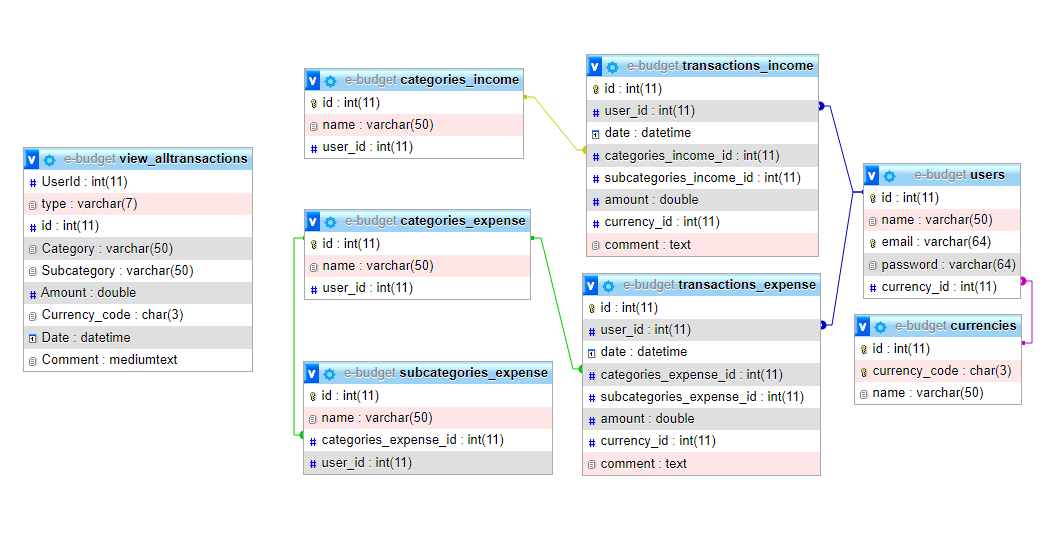 v e-budget view_alltransactions
# UserId : int(11)
type : varchar(7)
# id : int(11)
Category : varchar(50)
Subcategory : varchar(50)
# Amount : double
Currency_code : char(3)
Date : datetime
Comment : mediumtext
v e-budget categories_income
id : int(11)
name : varchar(50)
# user_id : int(11)
v e-budget categories_expense
id : int(11)
name : varchar(50)
# user_id : int(11)
v e-budget subcategories_expense
id : int(11)
name : varchar(50)
# categories_expense_id : int(11)
# user_id : int(11)
v e-budget transactions_income
id : int(11)
# user_id : int(11)
date : datetime
# categories_income_id : int(11)
# subcategories_income_id : int(11)
# amount : double
# currency_id : int(11)
comment : text
v e-budget transactions_expense
id : int(11)
# user_id : int(11)
date : datetime
# categories_expense_id : int(11)
# subcategories_expense_id : int(11)
# amount : double
# currency_id : int(11)
comment : text
v e-budget users
id : int(11)
name : varchar(50)
email : varchar(64)
password : varchar(64)
# currency_id : int(11)
v e-budget currencies
id : int(11)
currency_code : char(3)
name : varchar(50)